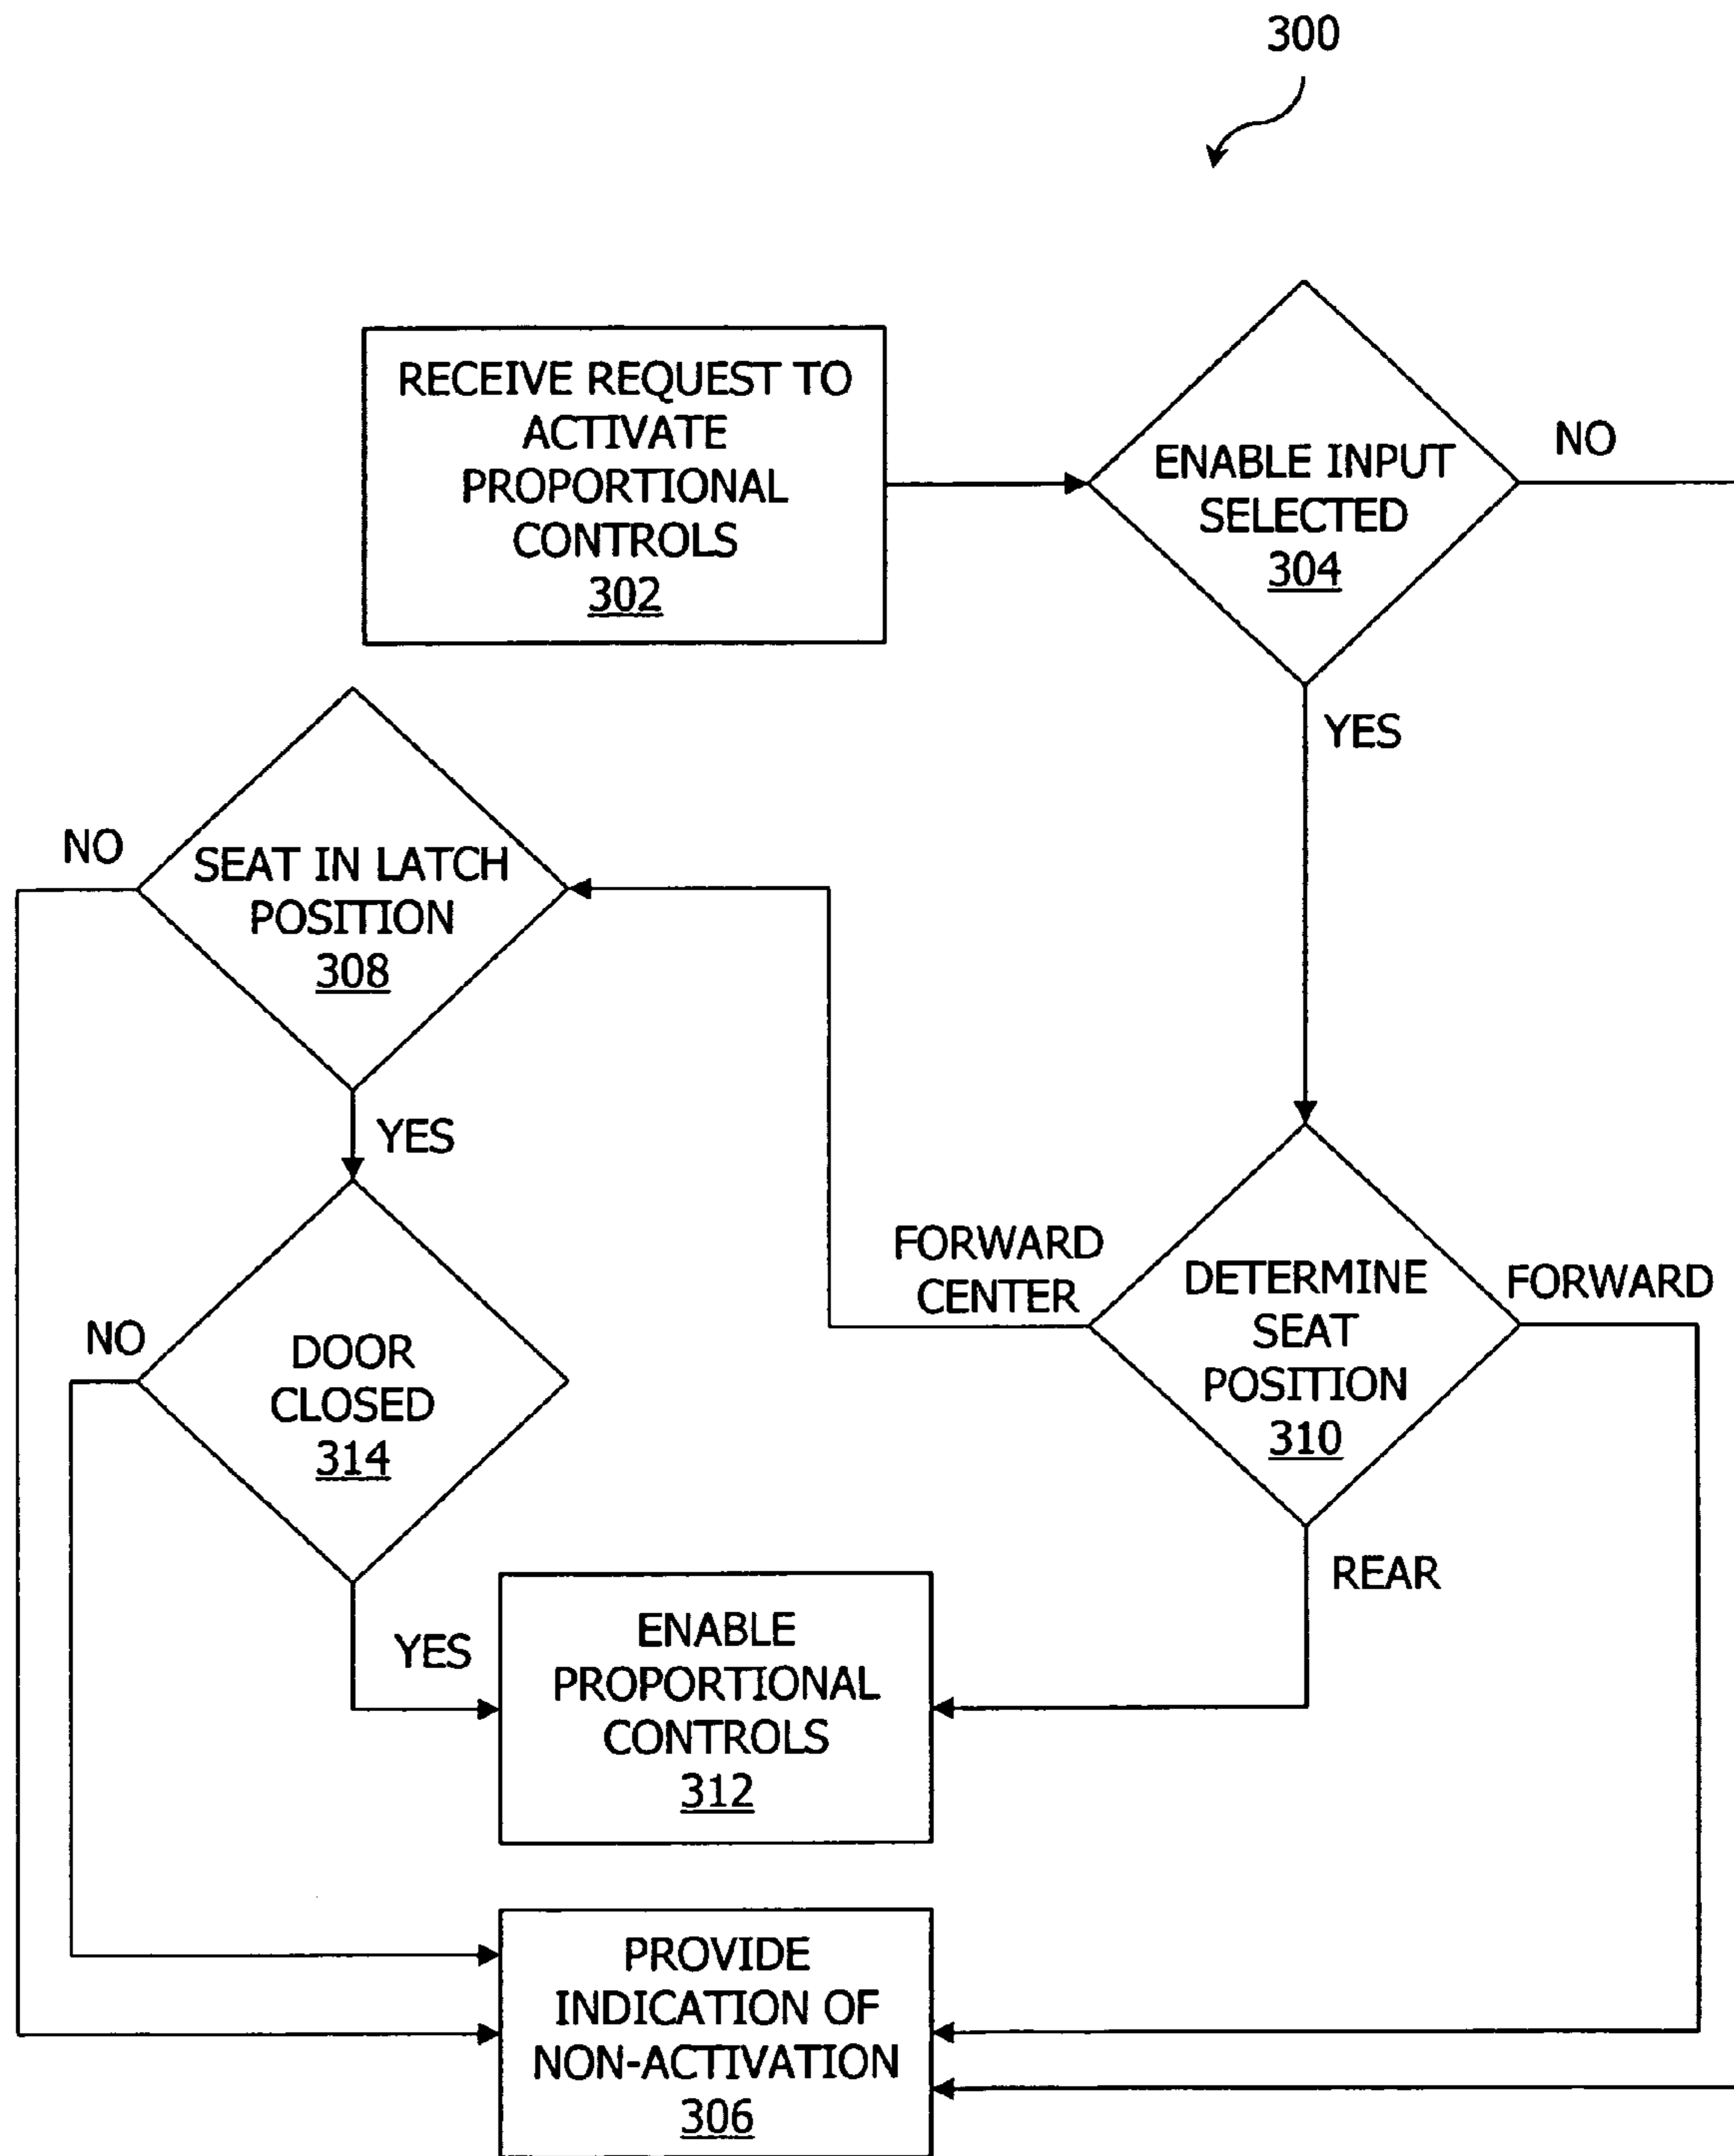 300
RECEIVE REQUEST TO
ACTIVATE
PROPORTIONAL
CONTROLS
302
ENABLE INPUT
SELECTED
304
NO
YES
SEAT IN LATCH
POSITION
308
NO
YES
FORWARD
CENTER
DETERMINE
SEAT
POSITION
310
FORWARD
REAR
DOOR
CLOSED
314
NO
YES
ENABLE
PROPORTIONAL
CONTROLS
312
PROVIDE
INDICATION OF
NON-ACTIVATION
306